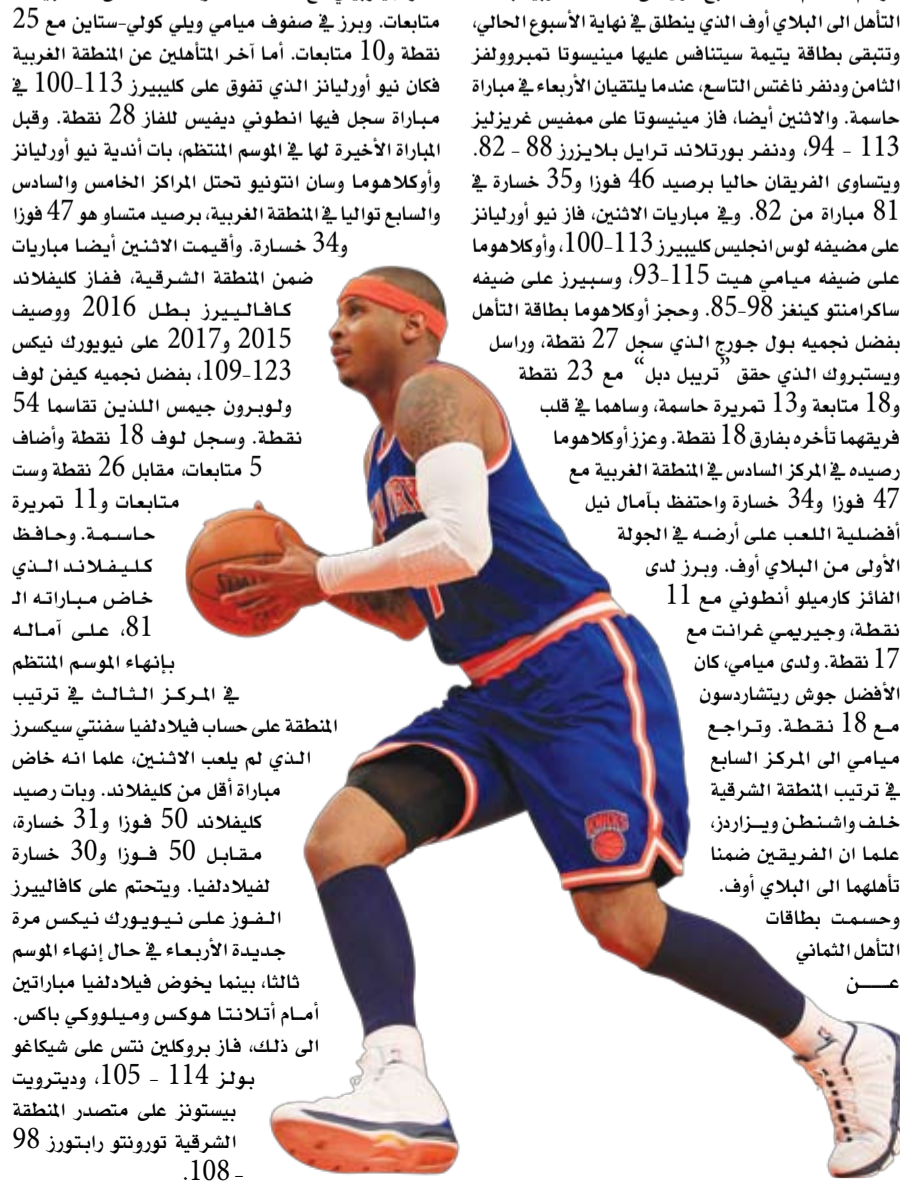 التأهل الى البلاي أوف الذي ينطلق في نهاية الأسبوع الحالي،
وتتبقى بطاقة يتيمة سيتنافس عليها مينيسوتا تمبروولفز
الثامن ودنفر ناغتس التاسع، عندما يلتقيان الأربعاء في مباراة
حاسمة. والاثنين أيضا، فاز مينيسوتا على ممفيس غريزليز
113 - 94، ودنفر بورتلاند ترايل بلايزرز 88 - 82.
ويتساوى الفريقان حاليا برصيد 46 فوزا و35 خسارة في
81 مباراة من 82. وفي مباريات الاثنين، فاز نيو أورليانز
على مضيفه لوس انجليس كليبيرز 113-100، وأوكلاهوما
على ضيفه ميامي هيت 115-93، وسبيرز على ضيفه
ساكرامنتو كينغز 98-85. وحجز أوكلاهوما بطاقة التأهل
بفضل نجميه بول جورج الذي سجل 27 نقطة، وراسل
ويستبروك الذي حقق "تريبل دبل" مع 23 نقطة
و18 متابعة و13 تمريرة حاسمة، وساهما في قلب
فريقهما تأخره بفارق 18 نقطة. وعزز أوكلاهوما
رصيده في المركز السادس في المنطقة الغربية مع
47 فوزا و34 خسارة واحتفظ بآمال نيل
أفضلية اللعب على أرضه في الجولة
الأولى من البلاي أوف. وبرز لدى
الفائز كارميلو أنطوني مع 11
نقطة، وجيريمي غرانت مع
17 نقطة. ولدى ميامي، كان
الأفضل جوش ريتشاردسون
مع 18 نقطة. وتراجع
ميامي الى المركز السابع
في ترتيب المنطقة الشرقية
خلف واشنطن ويزاردز،
علما ان الفريقين ضمنا
تأهلهما الى البلاي أوف.
وحسمت بطاقات
التأهل الثماني
عن
متابعات. وبرز في صفوف ميامي ويلي كولي-ستاين مع 25
نقطة و10 متابعات. أما آخر المتأهلين عن المنطقة الغربية
فكان نيو أورليانز الذي تفوق على كليبيرز 113-100 في
مباراة سجل فيها انطوني ديفيس للفاز 28 نقطة. وقبل
المباراة الأخيرة لها في الموسم المنتظم، بات أندية نيو أورليانز
وأوكلاهوما وسان انتونيو تحتل المراكز الخامس والسادس
والسابع تواليا في المنطقة الغربية، برصيد متساو هو 47 فوزا
و34 خسارة. وأقيمت الاثنين أيضا مباريات
ضمن المنطقة الشرقية، ففاز كليفلاند
كافالييرز بطل 2016 ووصيف
2015 و2017 على نيويورك نيكس
123-109، بفضل نجميه كيفن لوف
ولوبرون جيمس اللذين تقاسما 54
نقطة. وسجل لوف 18 نقطة وأضاف
5 متابعات، مقابل 26 نقطة وست
متابعات و11 تمريرة
حاسمة. وحافظ
كليفلاند الذي
خاض مباراته الـ
81، على آماله
بإنهاء الموسم المنتظم
في المركز الثالث في ترتيب
المنطقة على حساب فيلادلفيا سفنتي سيكسرز
الذي لم يلعب الاثنين، علما انه خاض
مباراة أقل من كليفلاند. وبات رصيد
كليفلاند 50 فوزا و31 خسارة،
مقابل 50 فوزا و30 خسارة
لفيلادلفيا. ويتحتم على كافالييرز
الفوز على نيويورك نيكس مرة
جديدة الأربعاء في حال إنهاء الموسم
ثالثا، بينما يخوض فيلادلفيا مباراتين
أمام أتلانتا هوكس وميلووكي باكس.
الى ذلك، فاز بروكلين نتس على شيكاغو
بولز 114 - 105، وديترويت
بيستونز على متصدر المنطقة
الشرقية تورونتو رابتورز 98
- 108.
KNICKS